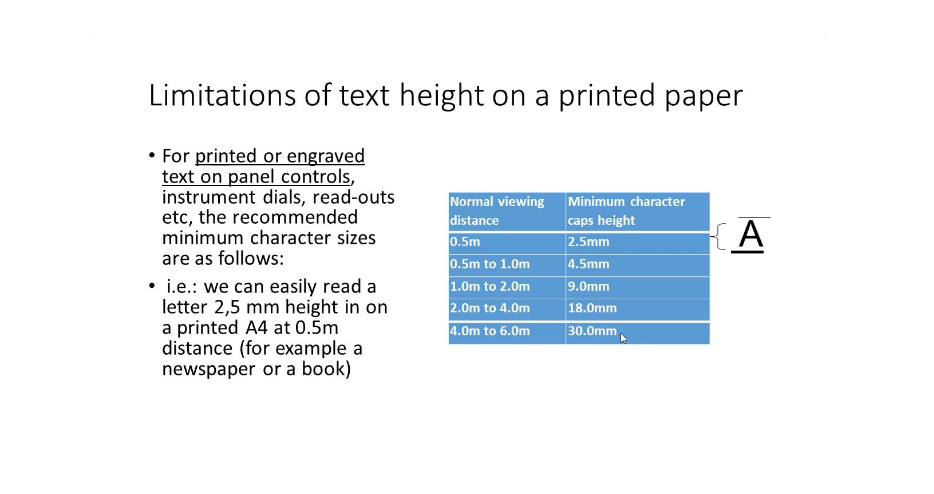 Limitations of text height on a printed paper
• For printed or engraved
text on panel controls,
instrument dials, read-outs
etc, the recommended
minimum character sizes
are as follows:
• i.e.: we can easily read a
letter 2,5 mm height in on
a printed A4 at 0.5m
distance (for example a
newspaper or a book)
Normal viewing distance
Minimum character caps height
0.5m 2.5mm
0.5m to 1.0m 4.5mm
1.0m to 2.0m 9.0mm
2.0m to 4.0m 18.0mm
4.0m to 6.0m 30.0mm
A